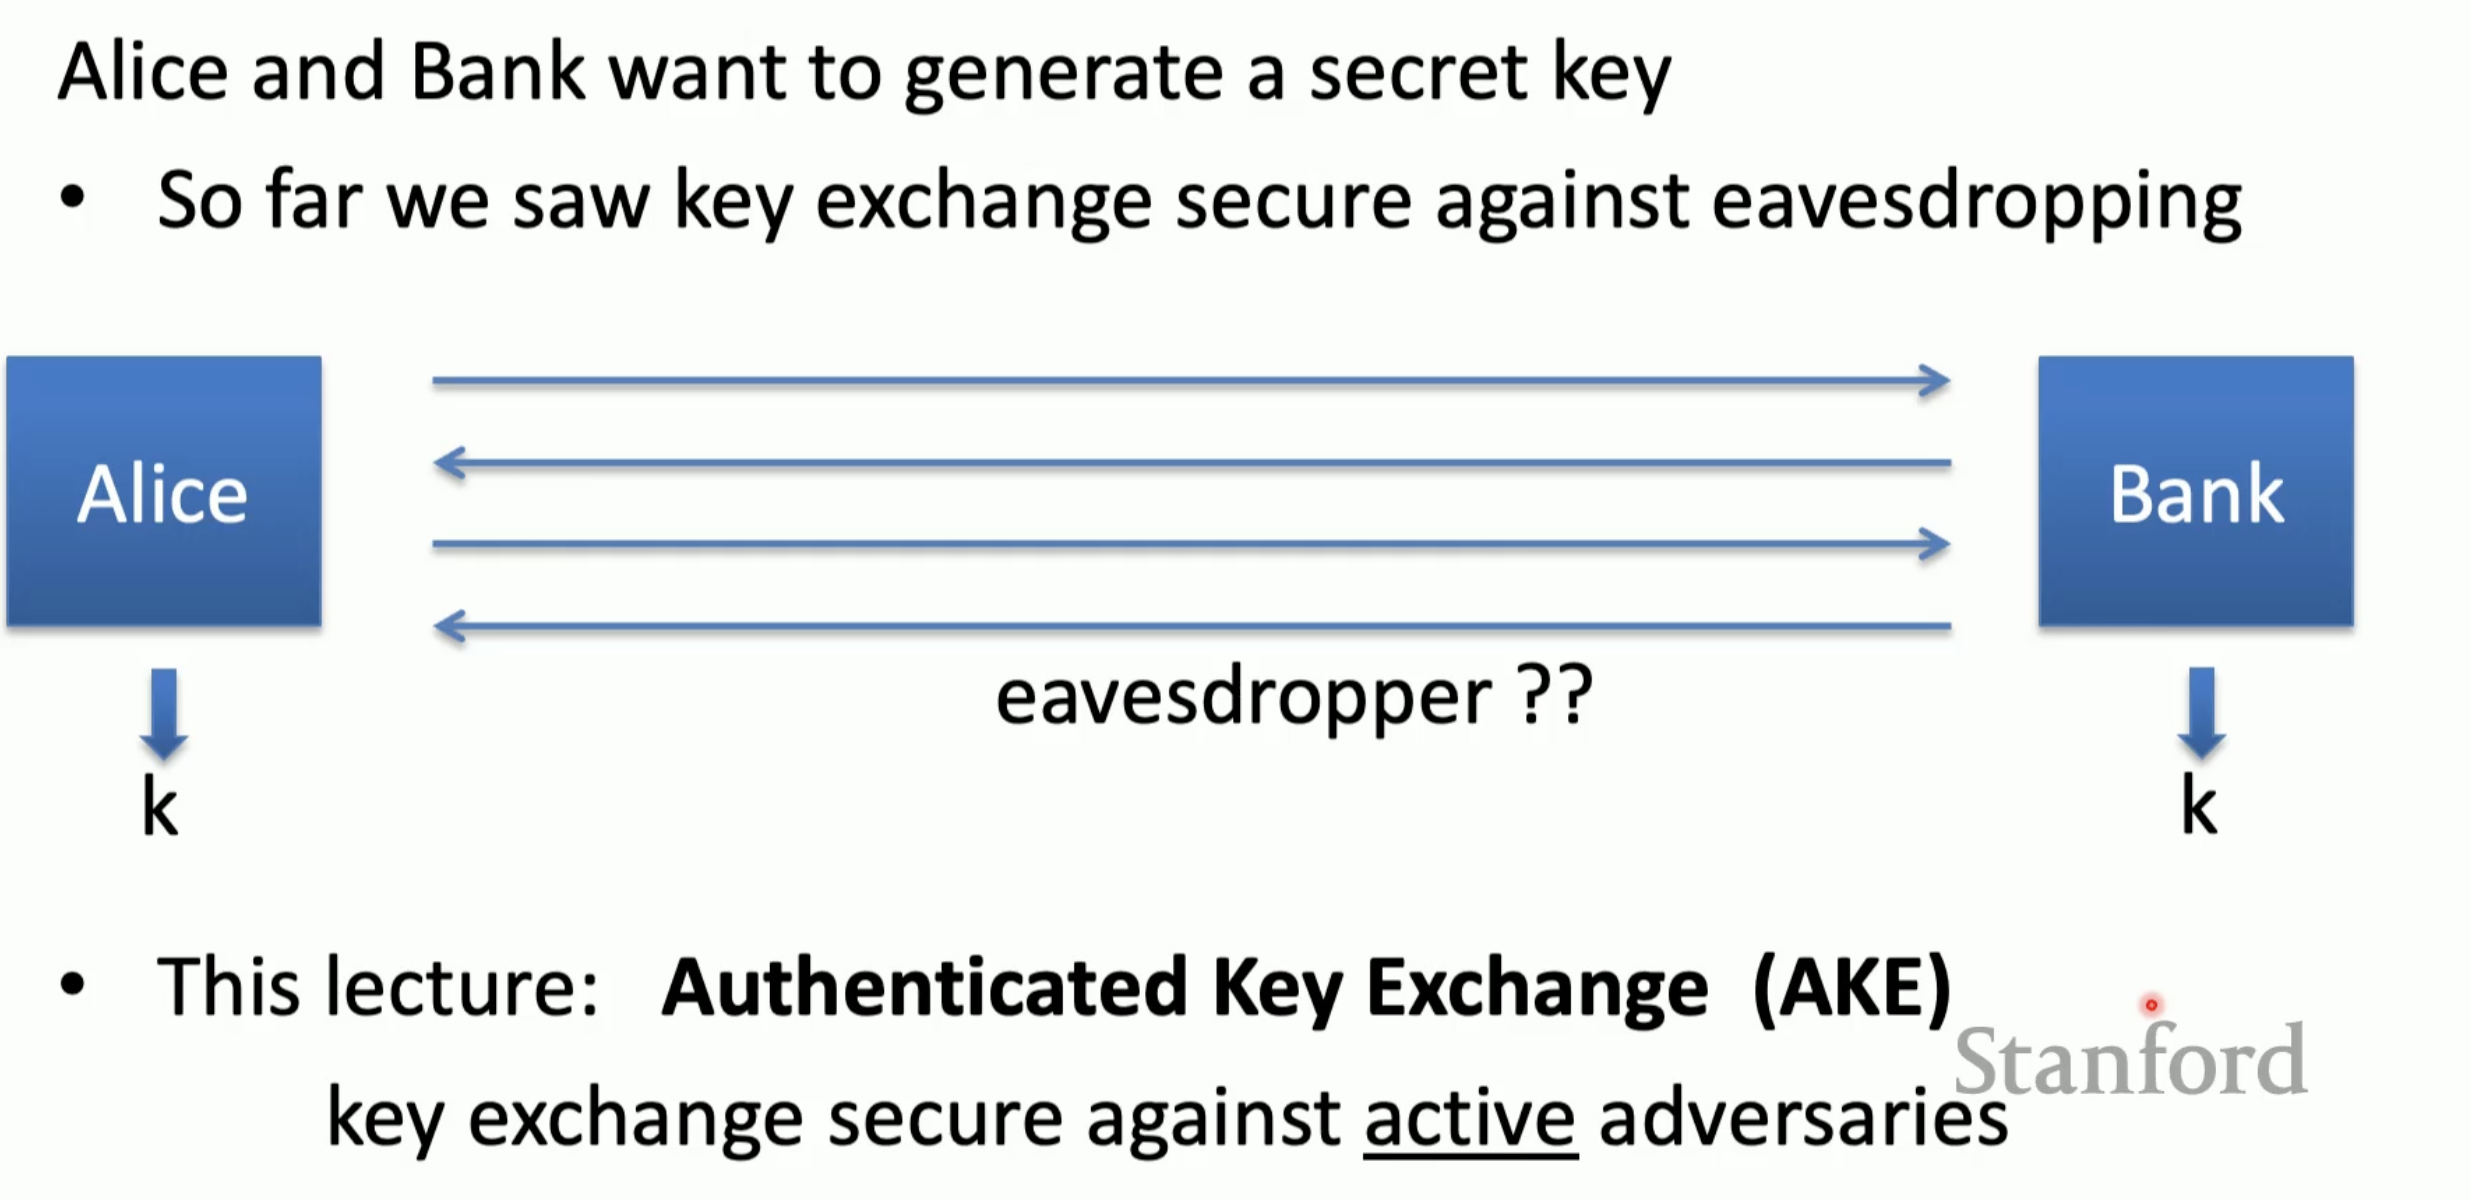 Alice and Bank want to generate a secret key
• So far we saw key exchange secure against eavesdropping
Alice
Bank
eavesdropper ??
k
k
• This lecture: Authenticated Key Exchange (AKE)
Stanford
key exchange secure against active adversaries